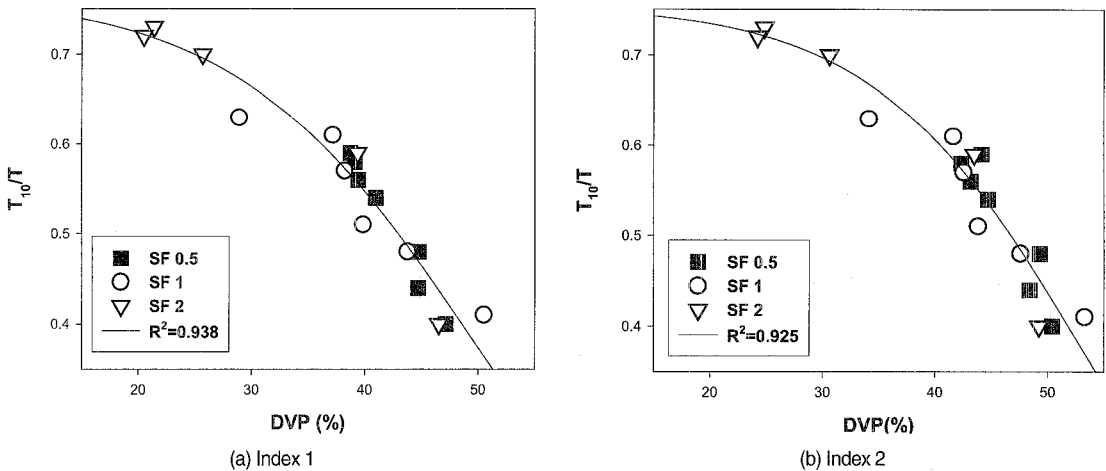 0.7
0.6
0.5
0.4
T10/T
SF 0.5
SF 1
SF 2
R²=0.938
20 30 40 50
DVP (%)
(a) Index 1
0.7
0.6
0.5
0.4
T10/T
SF 0.5
SF 1
SF 2
R²=0.925
20 30 40 50
DVP(%)
(b) Index 2